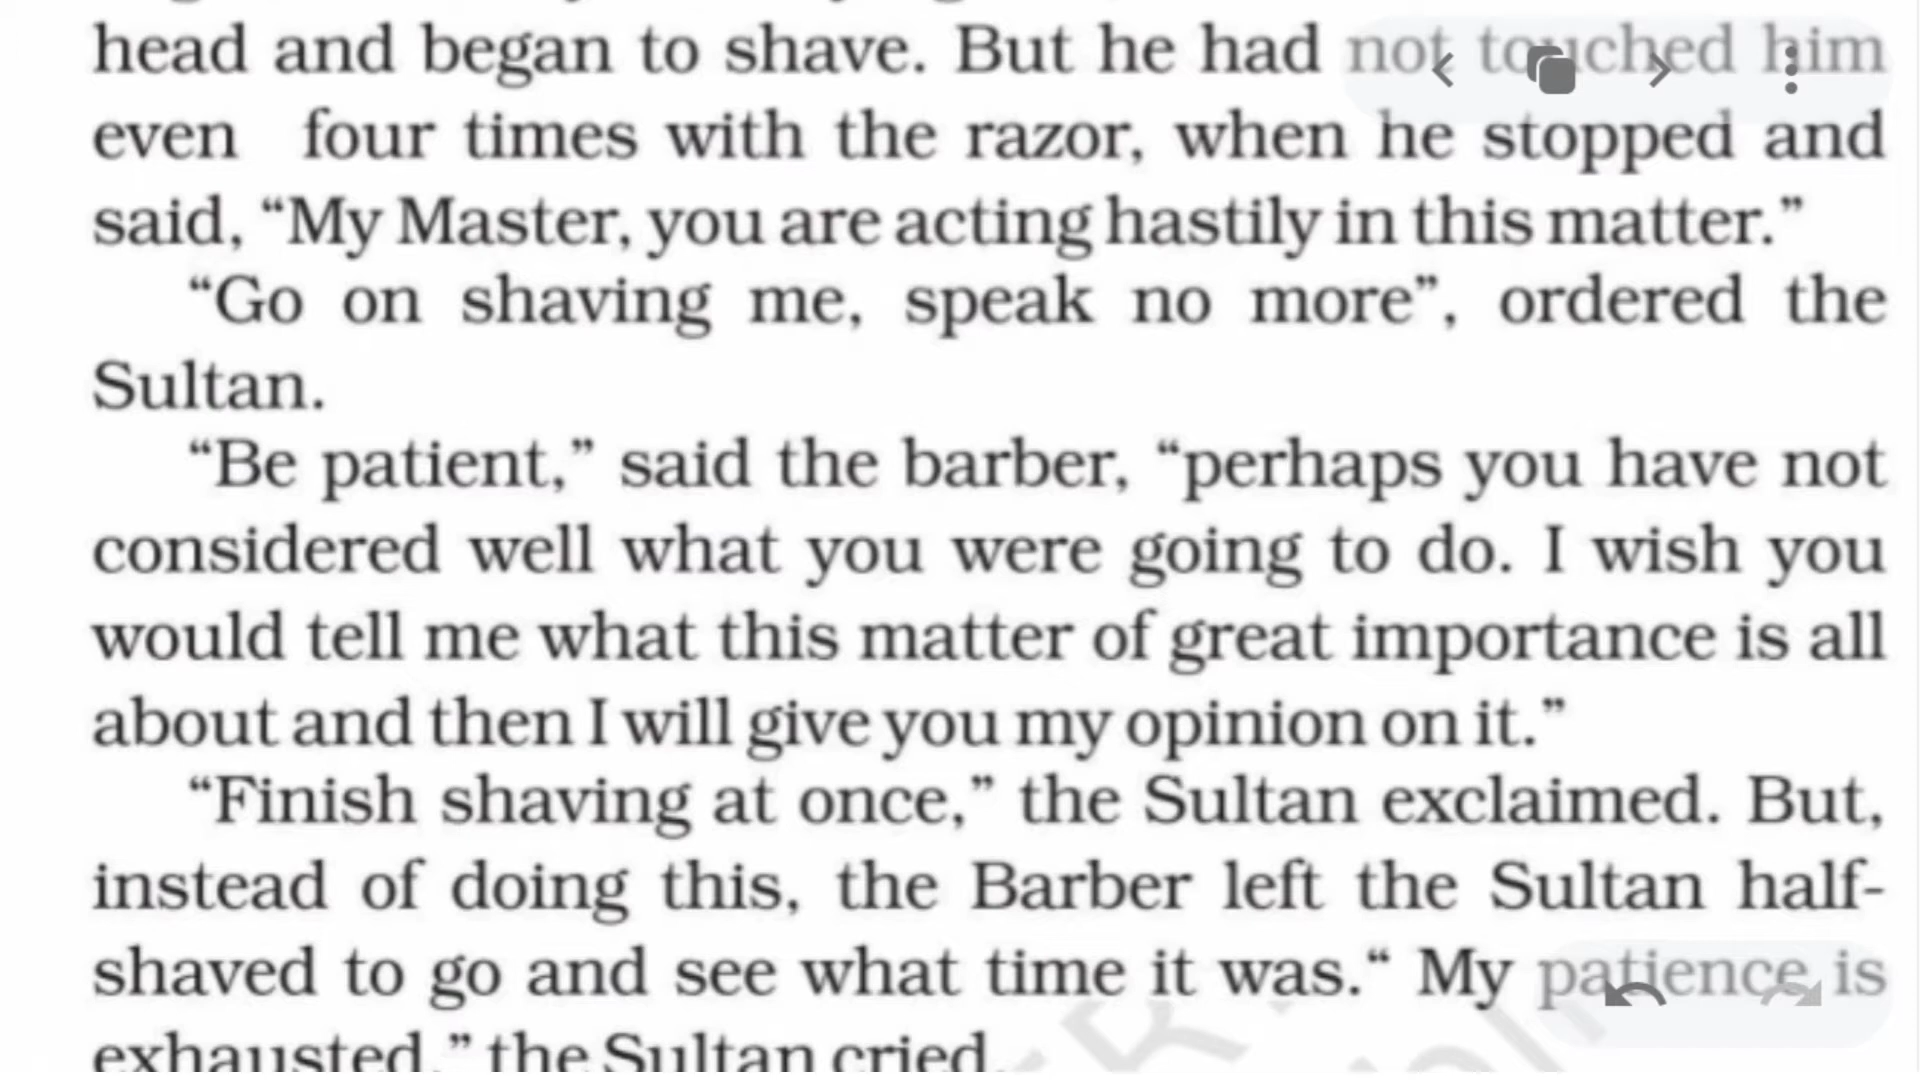 head and began to shave. But he had not touched him
even four times with the razor, when he stopped and
said, “My Master, you are acting hastily in this matter.”
“Go on shaving me, speak no more”, ordered the
Sultan.
“Be patient,” said the barber, “perhaps you have not
considered well what you were going to do. I wish you
would tell me what this matter of great importance is all
about and then I will give you my opinion on it.”
“Finish shaving at once,” the Sultan exclaimed. But,
instead of doing this, the Barber left the Sultan half-
shaved to go and see what time it was.“ My patience is
exhausted,” the Sultan cried.